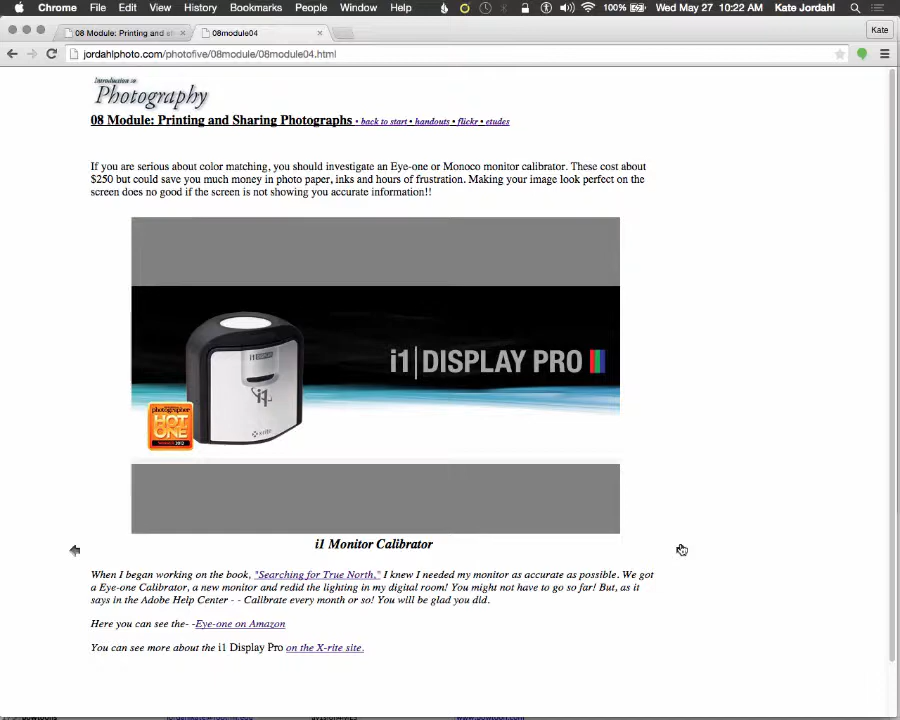 Chrome File Edit View History Bookmarks People Window Help 100% Wed May 27 10:22 AM Kate Jordahl
08 Module: Printing and sh × 08module04 × Kate
jordahlphoto.com/photofive/08module/08module04.html
Introduction to
Photography
08 Module: Printing and Sharing Photographs • back to start • handouts • flickr • etudes
If you are serious about color matching, you should investigate an Eye-one or Monoco monitor calibrator. These cost about
$250 but could save you much money in photo paper, inks and hours of frustration. Making your image look perfect on the
screen does no good if the screen is not showing you accurate information!!
i1 DISPLAY PRO
i1
x-rite
photographer
HOT
ONE
2012
i1 Monitor Calibrator
When I began working on the book, "Searching for True North," I knew I needed my monitor as accurate as possible. We got
a Eye-one Calibrator, a new monitor and redid the lighting in my digital room! You might not have to go so far! But, as it
says in the Adobe Help Center - - Calibrate every month or so! You will be glad you did.
Here you can see the- -Eye-one on Amazon
You can see more about the i1 Display Pro on the X-rite site.